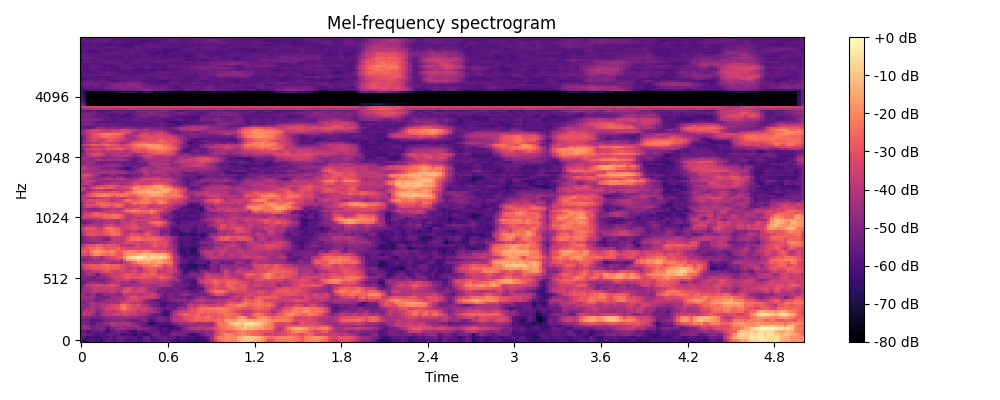 Mel-frequency spectrogram
Hz
4096
2048
1024
512
0
0 0.6 1.2 1.8 2.4 3 3.6 4.2 4.8
Time
+0 dB
-10 dB
-20 dB
-30 dB
-40 dB
-50 dB
-60 dB
-70 dB
-80 dB